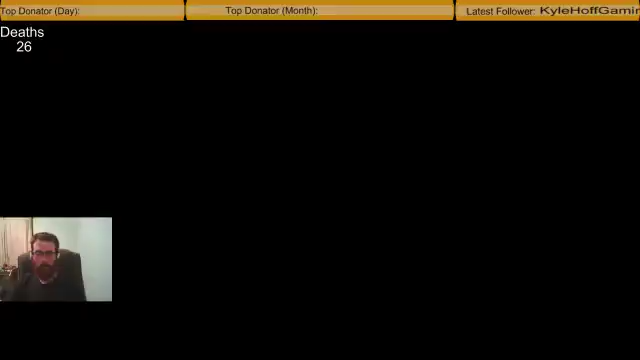 Top Donator (Day):
Top Donator (Month):
Latest Follower: KyleHoffGamin
Deaths
26